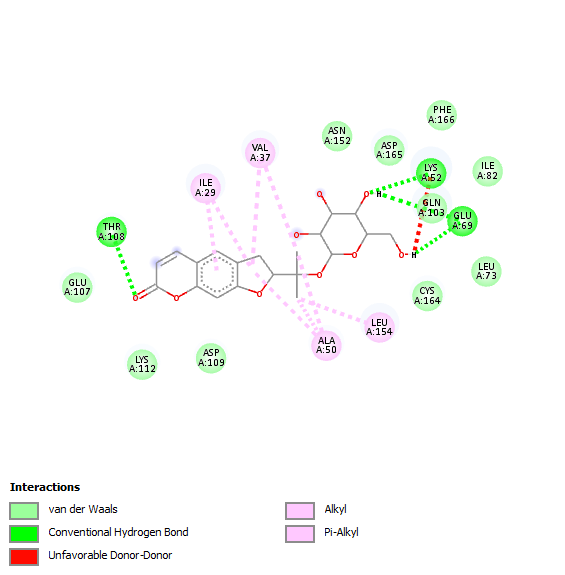 PHE
A:166
ASN
A:152
ASP
A:165
VAL
A:37
ILE
A:82
LYS
A:52
ILE
A:29
GLN
A:103
GLU
A:69
THR
A:108
O
O
H
O
O
O
H
O
LEU
A:73
GLU
A:107
CYS
A:164
O
O
O
LEU
A:154
ALA
A:50
ASP
A:109
LYS
A:112
Interactions
van der Waals
Conventional Hydrogen Bond
Unfavorable Donor-Donor
Alkyl
Pi-Alkyl